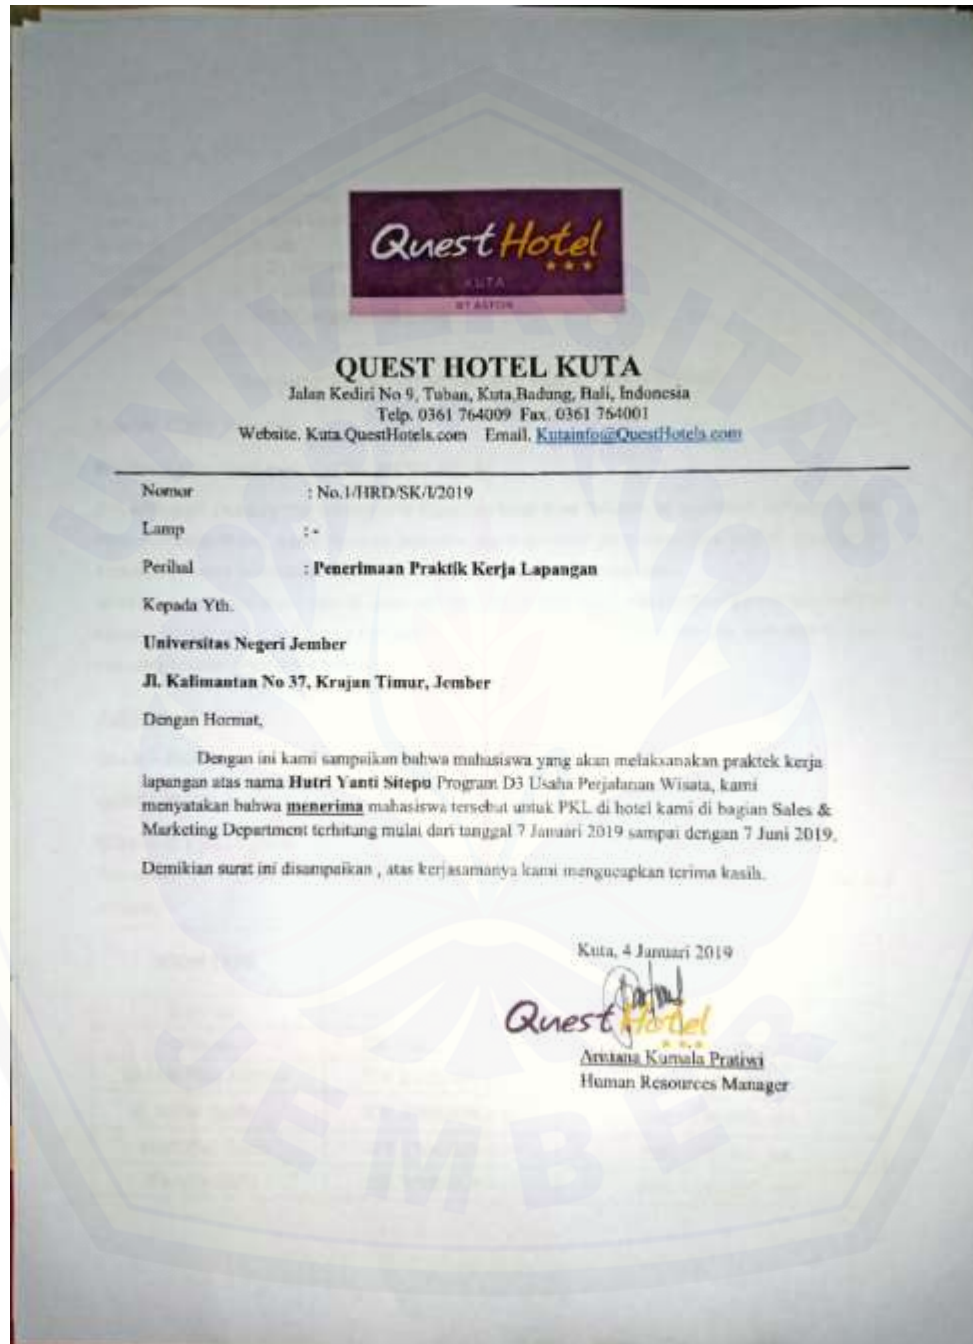 Quest Hotel
KUTA
BY ASTON
QUEST HOTEL KUTA
Jalan Kediri No 9, Tuban, Kuta,Badung, Bali, Indonesia
Telp. 0361 764009 Fax. 0361 764001
Website. Kuta.QuestHotels.com Email. Kutainfo@QuestHotels.com
Nomor : No.1/HRD/SK/I/2019
Lamp : -
Perihal : Penerimaan Praktik Kerja Lapangan
Kepada Yth.
Universitas Negeri Jember
Jl. Kalimantan No 37, Krajan Timur, Jember
Dengan Hormat,
Dengan ini kami sampaikan bahwa mahasiswa yang akan melaksanakan praktek kerja
lapangan atas nama Hutri Yanti Sitepu Program D3 Usaha Perjalanan Wisata, kami
menyatakan bahwa menerima mahasiswa tersebut untuk PKL di hotel kami di bagian Sales &
Marketing Department terhitung mulai dari tanggal 7 Januari 2019 sampai dengan 7 Juni 2019.
Demikian surat ini disampaikan , atas kerjasamanya kami mengucapkan terima kasih.
Kuta, 4 Januari 2019
Quest Hotel
Kumala Pratiwi
Human Resources Manager
UNIVERSITAS
JEMBER